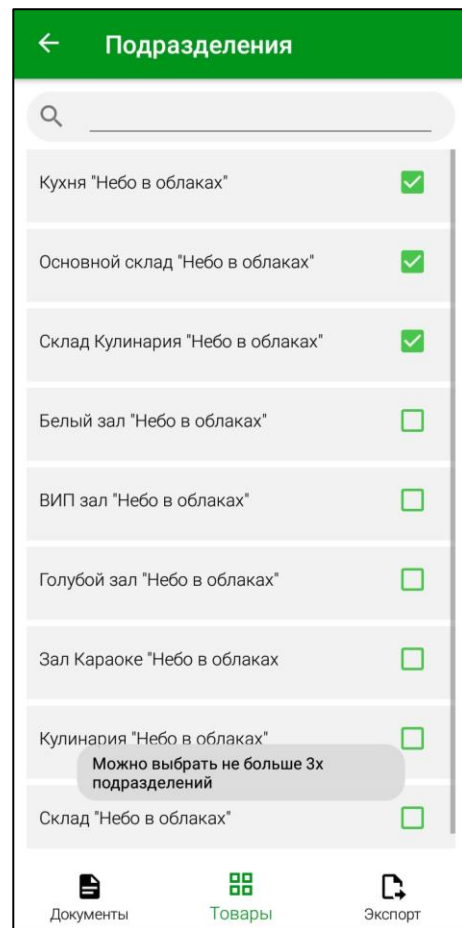 Подразделения
Кухня "Небо в облаках"
Основной склад "Небо в облаках"
Склад Кулинария "Небо в облаках"
Белый зал "Небо в облаках"
ВИП зал "Небо в облаках"
Голубой зал "Небо в облаках"
Зал Караоке "Небо в облаках
Кулинария "Небо в облаках"
Можно выбрать не больше 3х
подразделений
Склад "Небо в облаках"
Документы
Товары
Экспорт